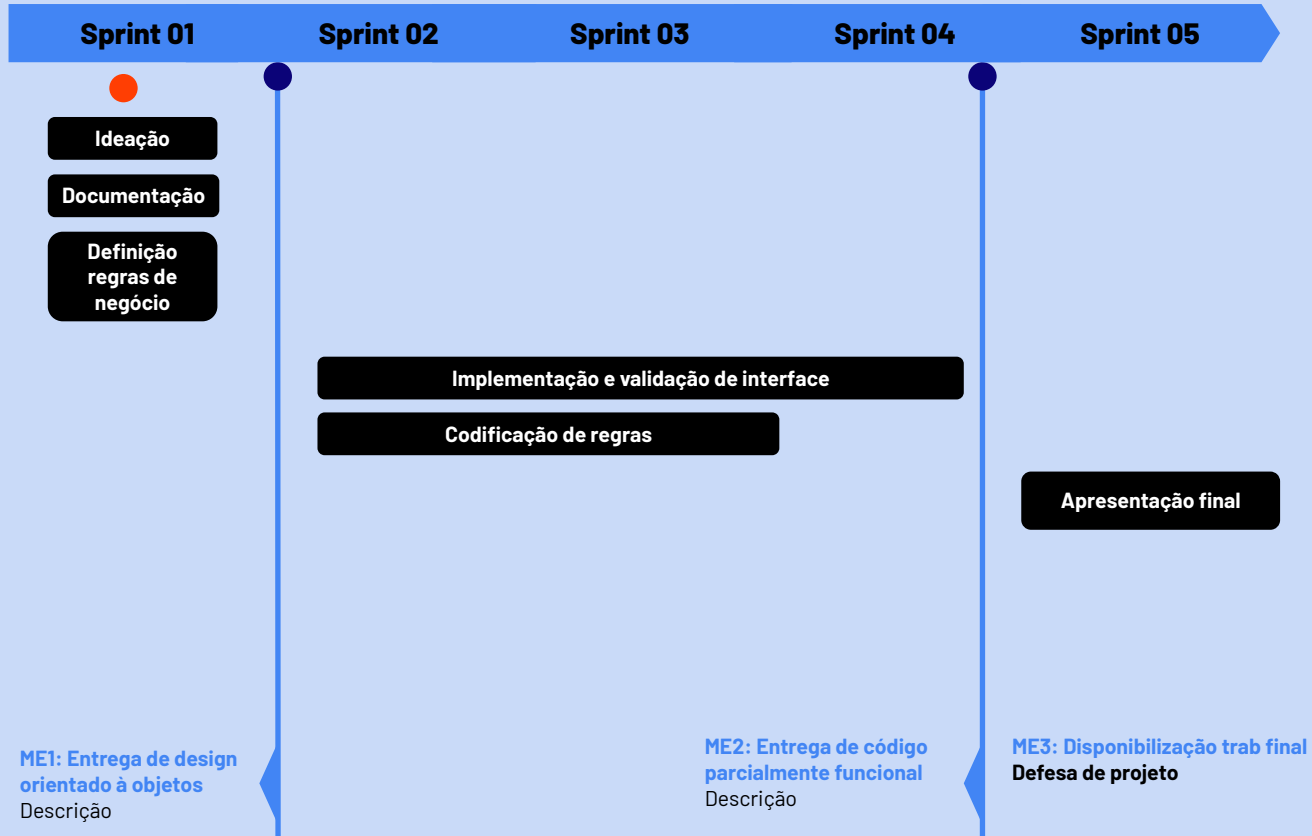 Sprint 01
Sprint 02
Sprint 03
Sprint 04
Sprint 05
Ideação
Documentação
Definição
regras de
negócio
Implementação e validação de interface
Codificação de regras
Apresentação final
ME1: Entrega de design
orientado à objetos
Descrição
ME2: Entrega de código
parcialmente funcional
Descrição
ME3: Disponibilização trab final
Defesa de projeto